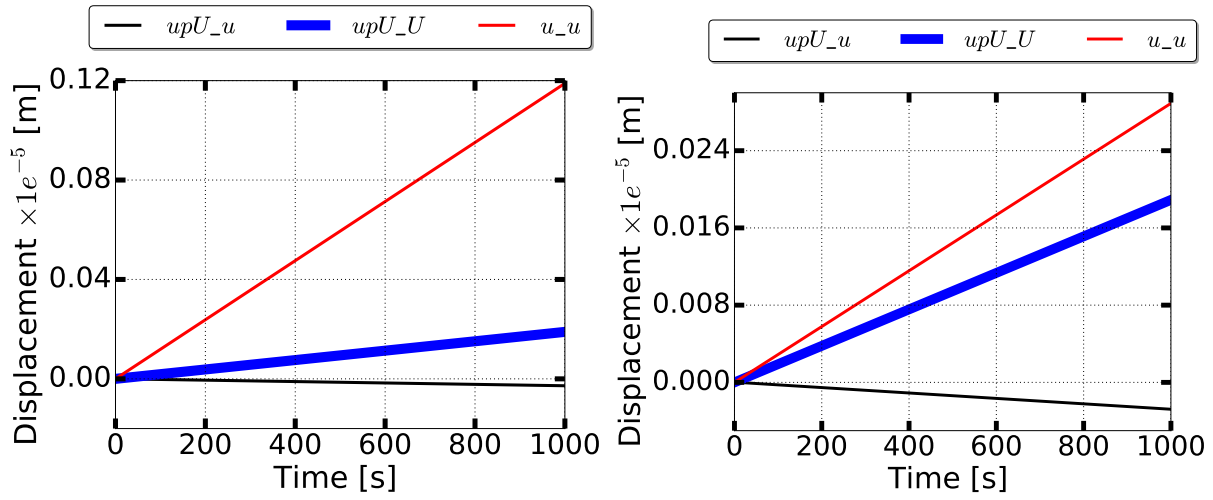 upU_u upU_U u_u
Displacement ×1e⁻⁵ [m]
0.12
0.08
0.04
0.00
0 200 400 600 800 1000
Time [s]
upU_u upU_U u_u
Displacement ×1e⁻⁵ [m]
0.024
0.016
0.008
0.000
0 200 400 600 800 1000
Time [s]